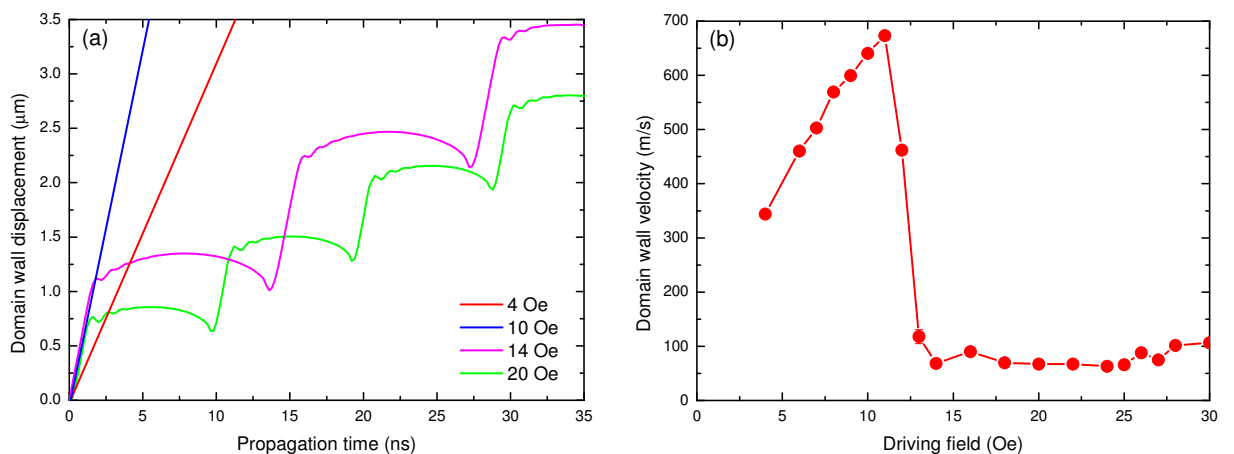 (a)
Domain wall displacement (μm)
3.5
3.0
2.5
2.0
1.5
1.0
0.5
0.0
4 Oe
10 Oe
14 Oe
20 Oe
0 5 10 15 20 25 30 35
Propagation time (ns)
(b)
Domain wall velocity (m/s)
700
600
500
400
300
200
100
0
0 5 10 15 20 25 30
Driving field (Oe)